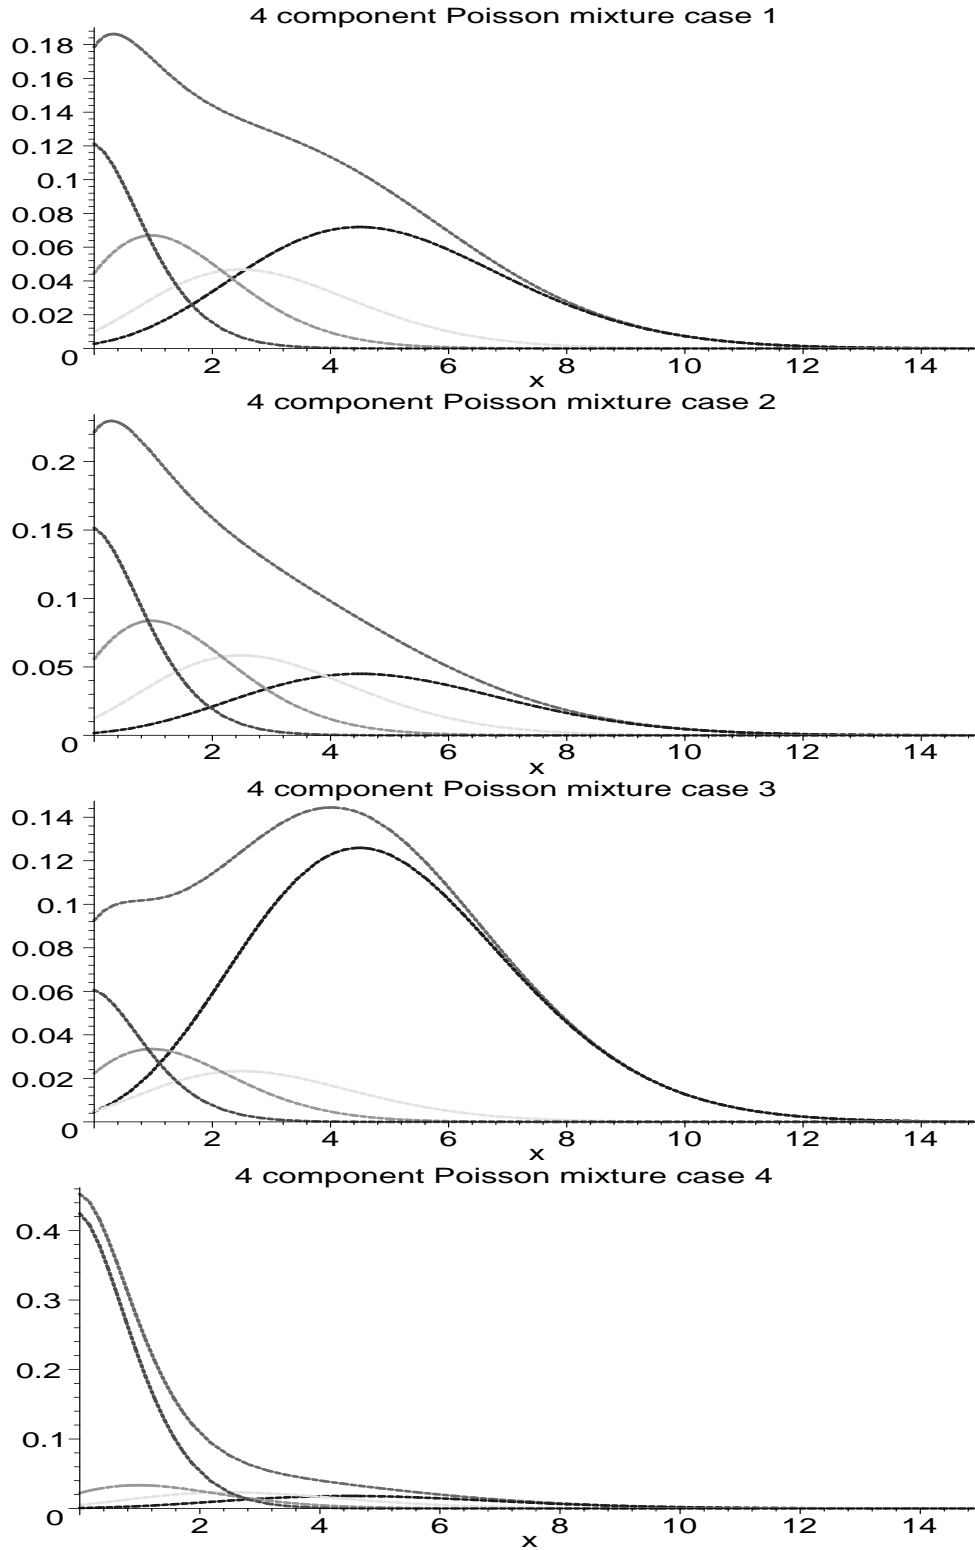 4 component Poisson mixture case 1
0.18
0.16
0.14
0.12
0.1
0.08
0.06
0.04
0.02
0
2 4 6 8 10 12 14
x
4 component Poisson mixture case 2
0.2
0.15
0.1
0.05
0
2 4 6 8 10 12 14
x
4 component Poisson mixture case 3
0.14
0.12
0.1
0.08
0.06
0.04
0.02
0
2 4 6 8 10 12 14
x
4 component Poisson mixture case 4
0.4
0.3
0.2
0.1
0
2 4 6 8 10 12 14
x